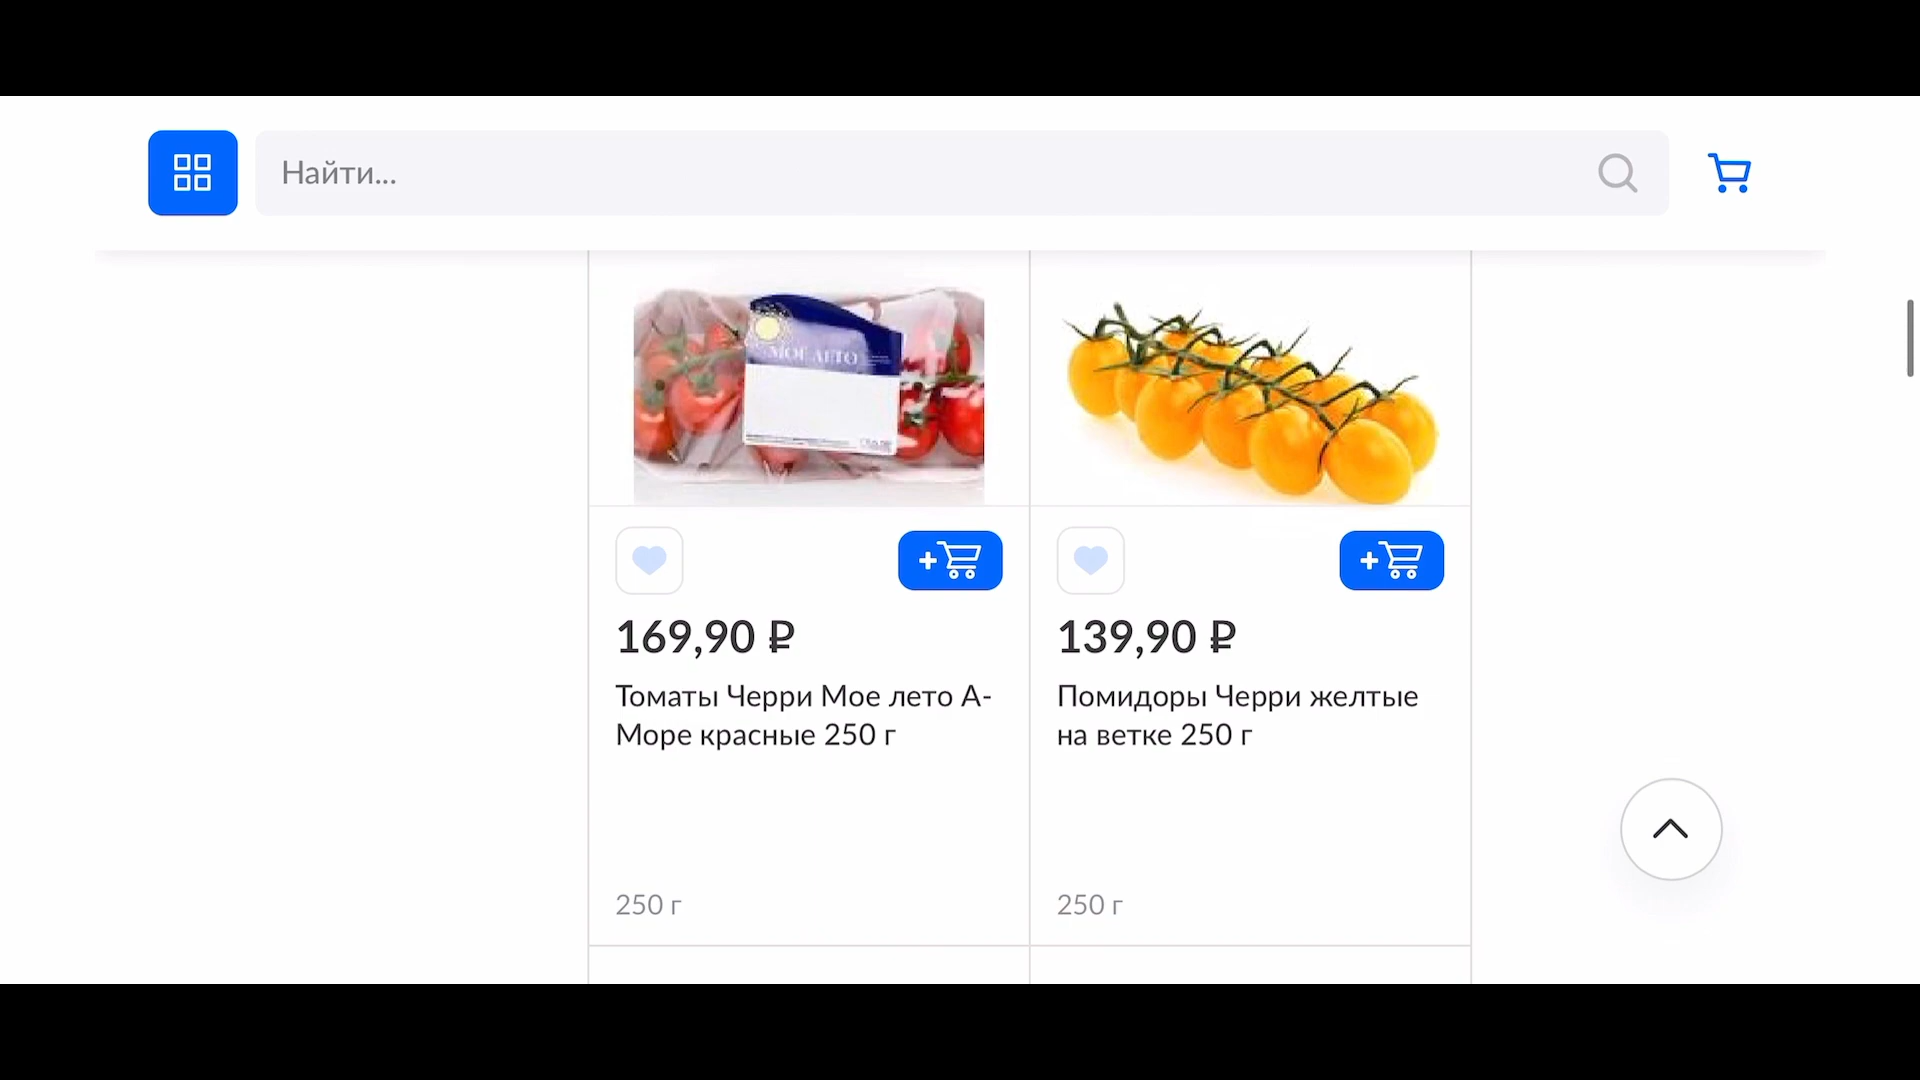 Найти...
МОЕ ЛЕТО
169,90 ₽
139,90 ₽
Томаты Черри Мое лето А-
Море красные 250 г
Помидоры Черри желтые
на ветке 250 г
250 г
250 г